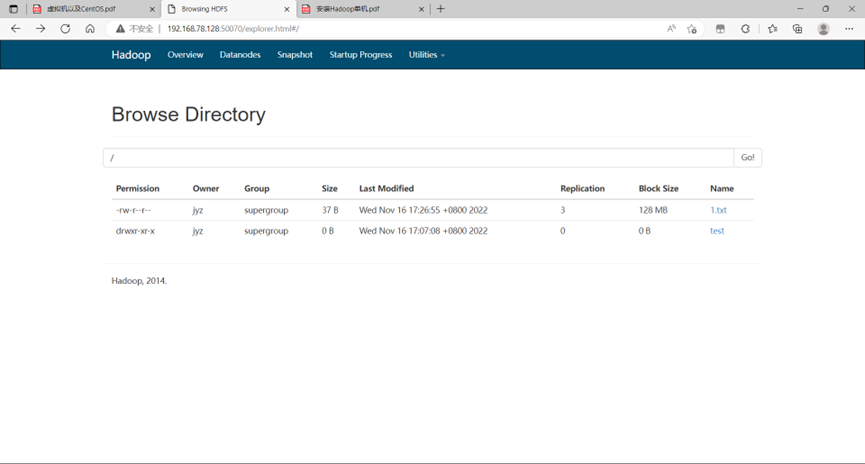 虚拟机以及CentOS.pdf Browsing HDFS 安装Hadoop单机.pdf
不安全 192.168.78.128:50070/explorer.html#/
Hadoop Overview Datanodes Snapshot Startup Progress Utilities
Browse Directory
/ Go!
Permission Owner Group Size Last Modified Replication Block Size Name
-rw-r--r-- jyz supergroup 37 B Wed Nov 16 17:26:55 +0800 2022 3 128 MB 1.txt
drwxr-xr-x jyz supergroup 0 B Wed Nov 16 17:07:08 +0800 2022 0 0 B test
Hadoop, 2014.